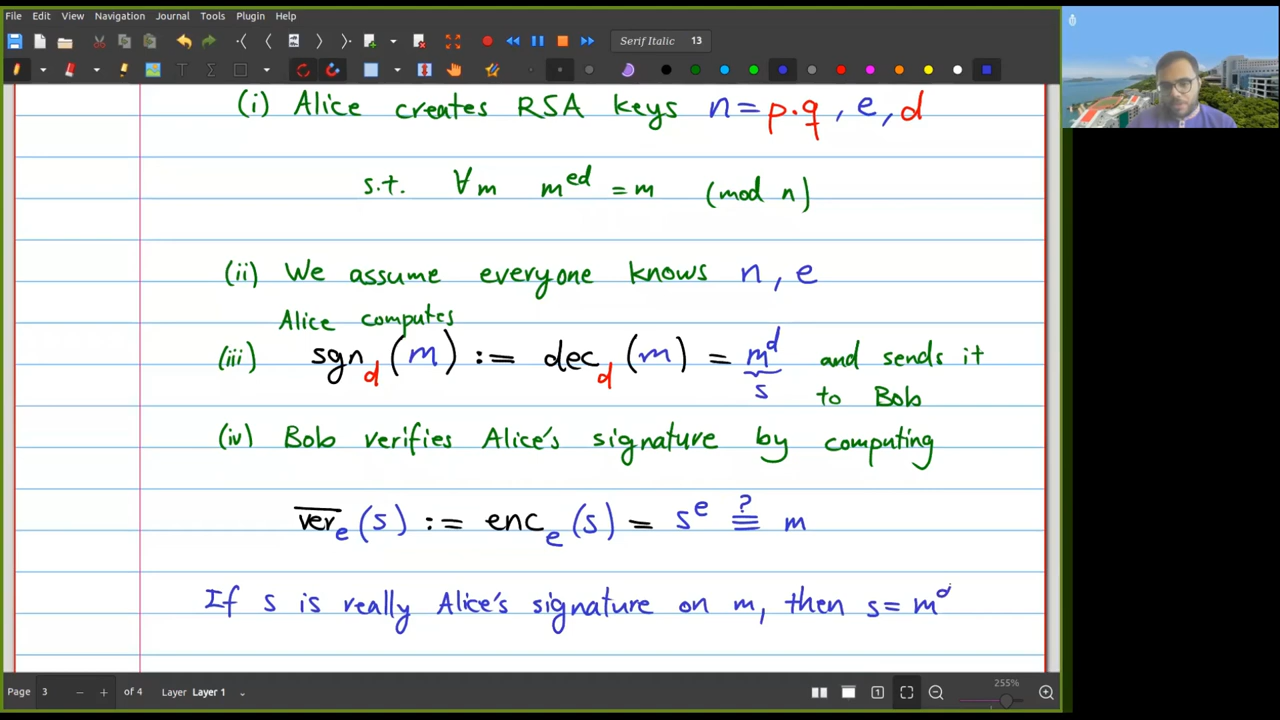 File Edit View Navigation Journal Tools Plugin Help
Serif Italic 13
(i) Alice creates RSA keys n=p.q, e, d
s.t. ∀m m^ed = m (mod n)
(ii) We assume everyone knows n, e
Alice computes
(iii) sgn_d (m) := dec_d (m) = m^d and sends it
s to Bob
(iv) Bob verifies Alice's signature by computing
ver_e (s) := enc_e (s) = s^e ≡? m
If s is really Alice's signature on m, then s = m^d
Page 3 of 4 Layer Layer 1 255%